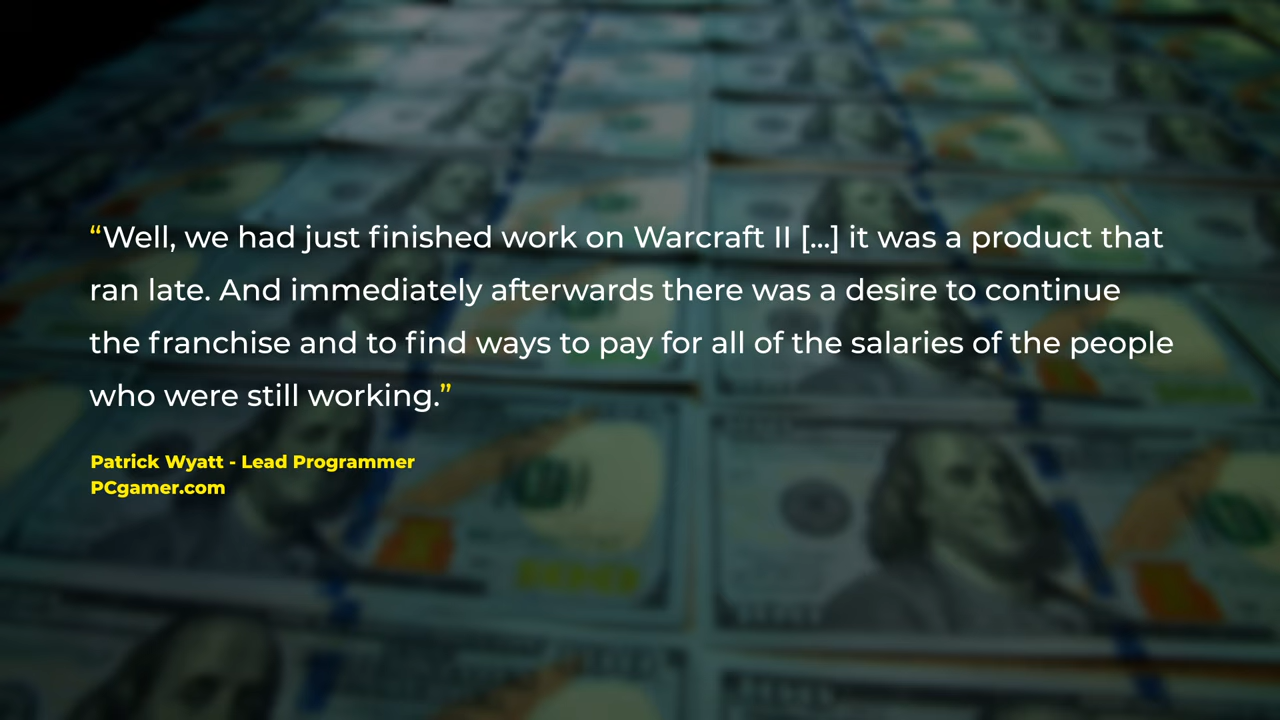 “Well, we had just finished work on Warcraft II [...] it was a product that
ran late. And immediately afterwards there was a desire to continue
the franchise and to find ways to pay for all of the salaries of the people
who were still working.”
Patrick Wyatt - Lead Programmer
PCgamer.com